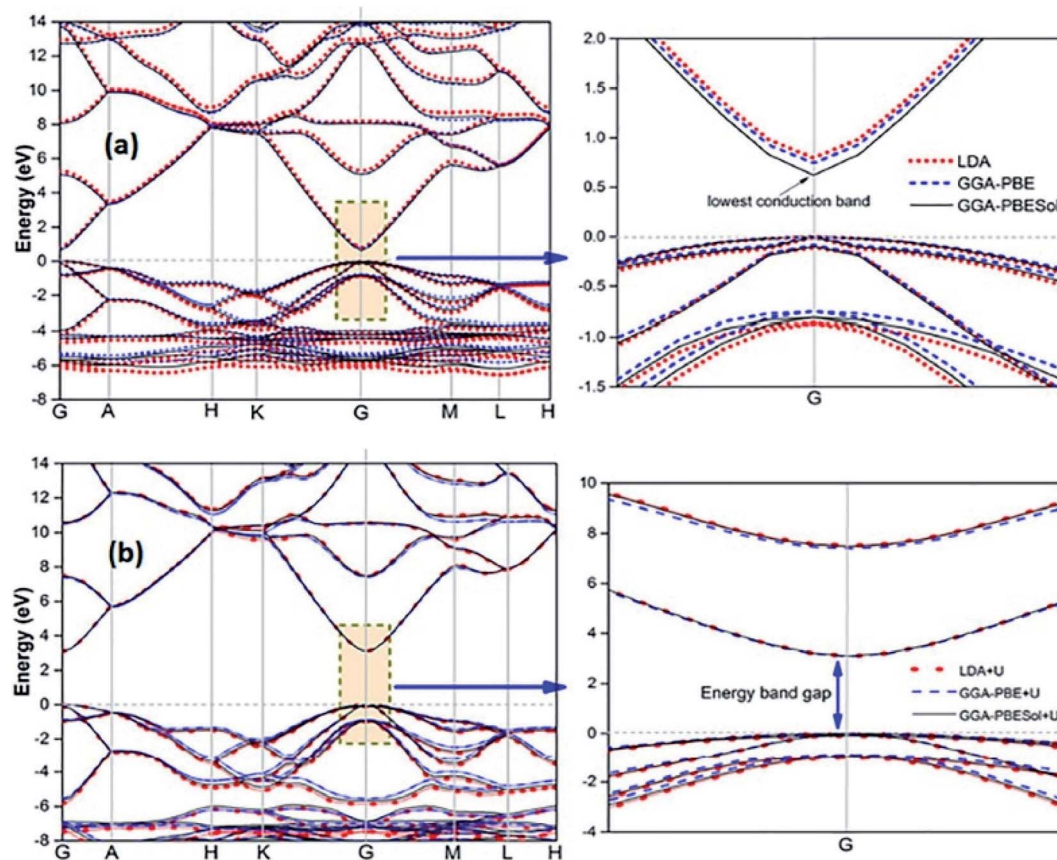 14
12
10
8
6
4
2
0
-2
-4
-6
-8
Energy (eV)
(a)
G A H K G M L H
2.0
1.5
1.0
0.5
0.0
-0.5
-1.0
-1.5
LDA
GGA-PBE
GGA-PBESol
lowest conduction band
G
14
12
10
8
6
4
2
0
-2
-4
-6
-8
Energy (eV)
(b)
G A H K G M L H
10
8
6
4
2
0
-2
-4
Energy band gap
LDA+U
GGA-PBE+U
GGA-PBESol+U
G